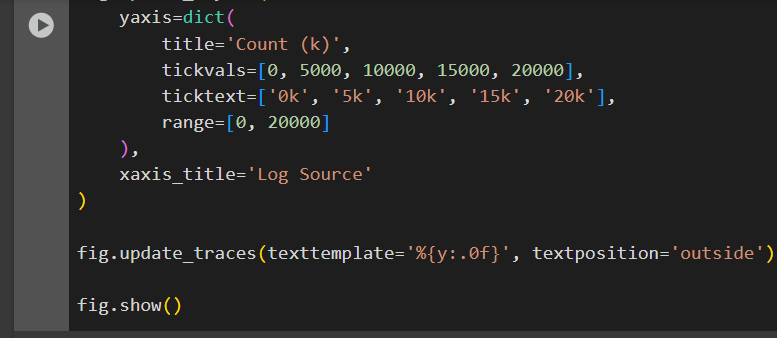 yaxis=dict(
title='Count (k)',
tickvals=[0, 5000, 10000, 15000, 20000],
ticktext=['0k', '5k', '10k', '15k', '20k'],
range=[0, 20000]
),
xaxis_title='Log Source'
)
fig.update_traces(texttemplate='%{y:.0f}', textposition='outside')
fig.show()